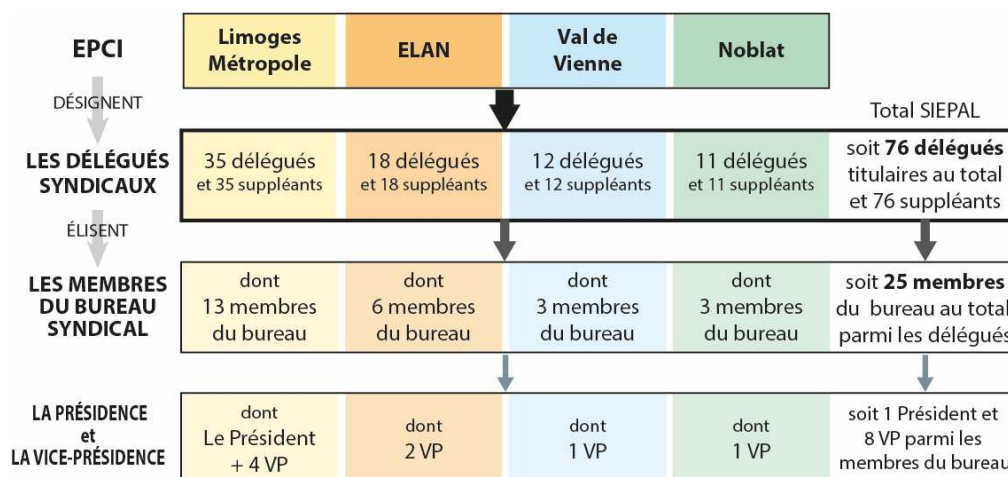 EPCI
Limoges
Métropole
ELAN
Val de
Vienne
Noblat
DÉSIGNENT
Total SIEPAL
LES DÉLÉGUÉS
SYNDICAUX
35 délégués
et 35 suppléants
18 délégués
et 18 suppléants
12 délégués
et 12 suppléants
11 délégués
et 11 suppléants
soit 76 délégués
titulaires au total
et 76 suppléants
ÉLISENT
LES MEMBRES
DU BUREAU
SYNDICAL
dont
13 membres
du bureau
dont
6 membres
du bureau
dont
3 membres
du bureau
dont
3 membres
du bureau
soit 25 membres
du bureau au total
parmi les délégués
LA PRÉSIDENCE
et
LA VICE-PRÉSIDENCE
dont
Le Président
+ 4 VP
dont
2 VP
dont
1 VP
dont
1 VP
soit 1 Président et
8 VP parmi les
membres du bureau